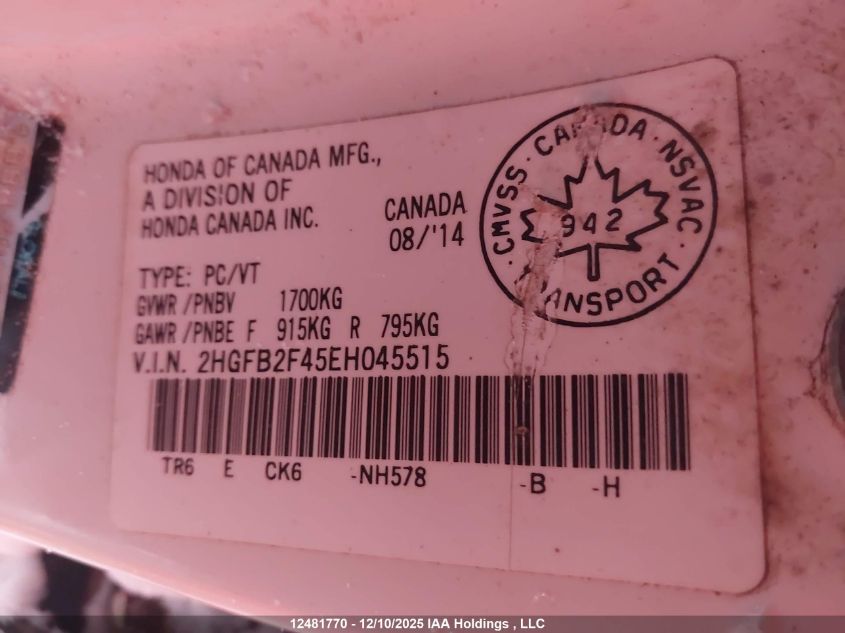 HONDA OF CANADA MFG.,
A DIVISION OF
HONDA CANADA INC.
CANADA
08/'14
CMVSS · CANADA · NSVAC · TRANSPORT ·
942
TYPE: PC/VT
GVWR /PNBV 1700KG
GAWR /PNBE F 915KG R 795KG
V.I.N. 2HGFB2F45EH045515
TR6 E CK6 -NH578 -B -H
12481770 - 12/10/2025 IAA Holdings , LLC